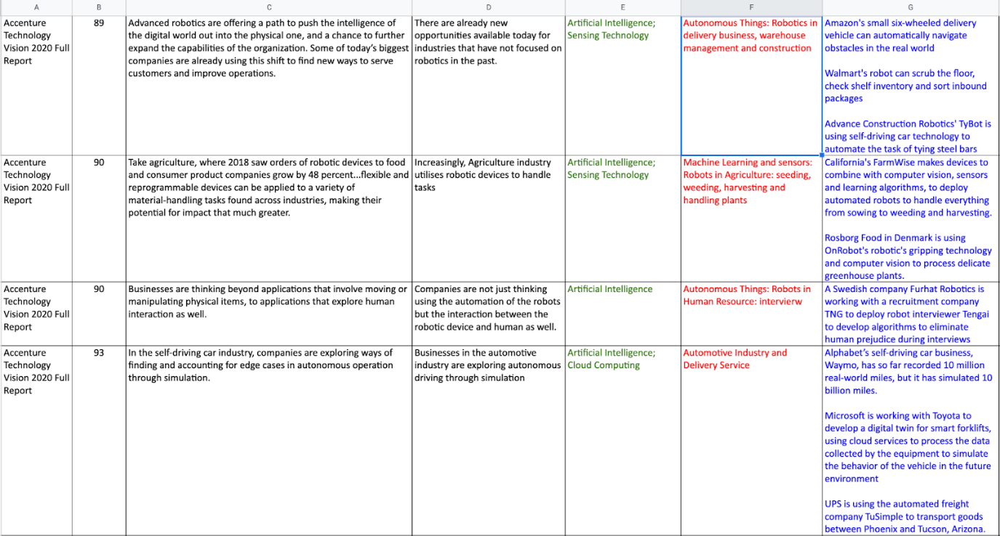 A B C D E F G
Accenture
Technology
Vision 2020 Full
Report
89
Advanced robotics are offering a path to push the intelligence of
the digital world out into the physical one, and a chance to further
expand the capabilities of the organization. Some of today's biggest
companies are already using this shift to find new ways to serve
customers and improve operations.
There are already new
opportunities available today for
industries that have not focused on
robotics in the past.
Artificial Intelligence;
Sensing Technology
Autonomous Things: Robotics in
delivery business, warehouse
management and construction
Amazon's small six-wheeled delivery
vehicle can automatically navigate
obstacles in the real world
Walmart's robot can scrub the floor,
check shelf inventory and sort inbound
packages
Advance Construction Robotics' TyBot is
using self-driving car technology to
automate the task of tying steel bars
Accenture
Technology
Vision 2020 Full
Report
90
Take agriculture, where 2018 saw orders of robotic devices to food
and consumer product companies grow by 48 percent...flexible and
reprogrammable devices can be applied to a variety of
material-handling tasks found across industries, making their
potential for impact that much greater.
Increasingly, Agriculture industry
utilises robotic devices to handle
tasks
Artificial Intelligence;
Sensing Technology
Machine Learning and sensors:
Robots in Agriculture: seeding,
weeding, harvesting and
handling plants
California's FarmWise makes devices to
combine with computer vision, sensors
and learning algorithms, to deploy
automated robots to handle everything
from sowing to weeding and harvesting.
Rosborg Food in Denmark is using
OnRobot's robotic's gripping technology
and computer vision to process delicate
greenhouse plants.
Accenture
Technology
Vision 2020 Full
Report
90
Businesses are thinking beyond applications that involve moving or
manipulating physical items, to applications that explore human
interaction as well.
Companies are not just thinking
using the automation of the robots
but the interaction between the
robotic device and human as well.
Artificial Intelligence
Autonomous Things: Robots in
Human Resource: intervierw
A Swedish company Furhat Robotics is
working with a recruitment company
TNG to deploy robot interviewer Tengai
to develop algorithms to eliminate
human prejudice during interviews
Accenture
Technology
Vision 2020 Full
Report
93
In the self-driving car industry, companies are exploring ways of
finding and accounting for edge cases in autonomous operation
through simulation.
Businesses in the automotive
industry are exploring autonomous
driving through simulation
Artificial Intelligence;
Cloud Computing
Automotive Industry and
Delivery Service
Alphabet's self-driving car business,
Waymo, has so far recorded 10 million
real-world miles, but it has simulated 10
billion miles.
Microsoft is working with Toyota to
develop a digital twin for smart forklifts,
using cloud services to process the data
collected by the equipment to simulate
the behavior of the vehicle in the future
environment
UPS is using the automated freight
company TuSimple to transport goods
between Phoenix and Tucson, Arizona.